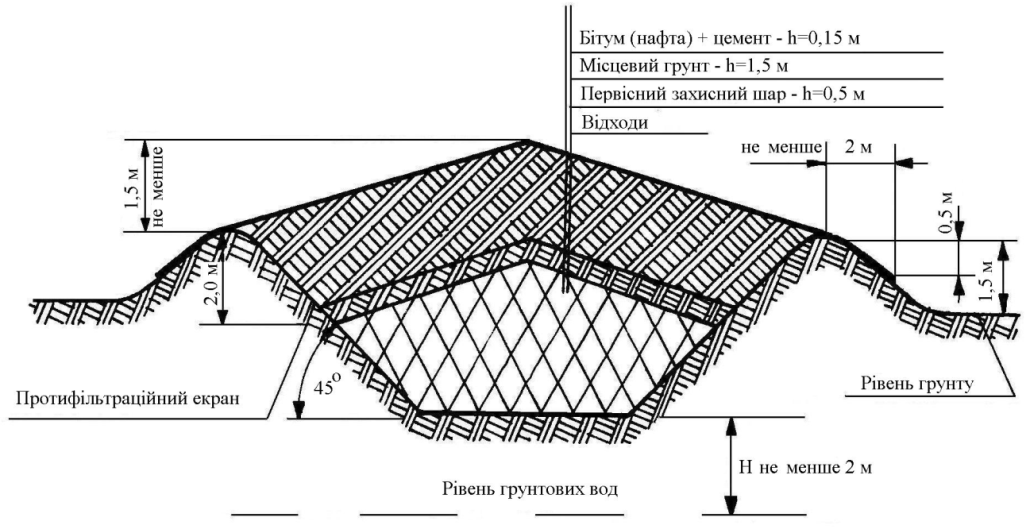 Бітум (нафта) + цемент - h=0,15 м
Місцевий грунт - h=1,5 м
Первісний захисний шар - h=0,5 м
Відходи
не менше 2 м
1,5 м
не менше
0,5 м
2,0 м
1,5 м
45°
Протифільтраційний екран
Рівень грунту
Н не менше 2 м
Рівень грунтових вод